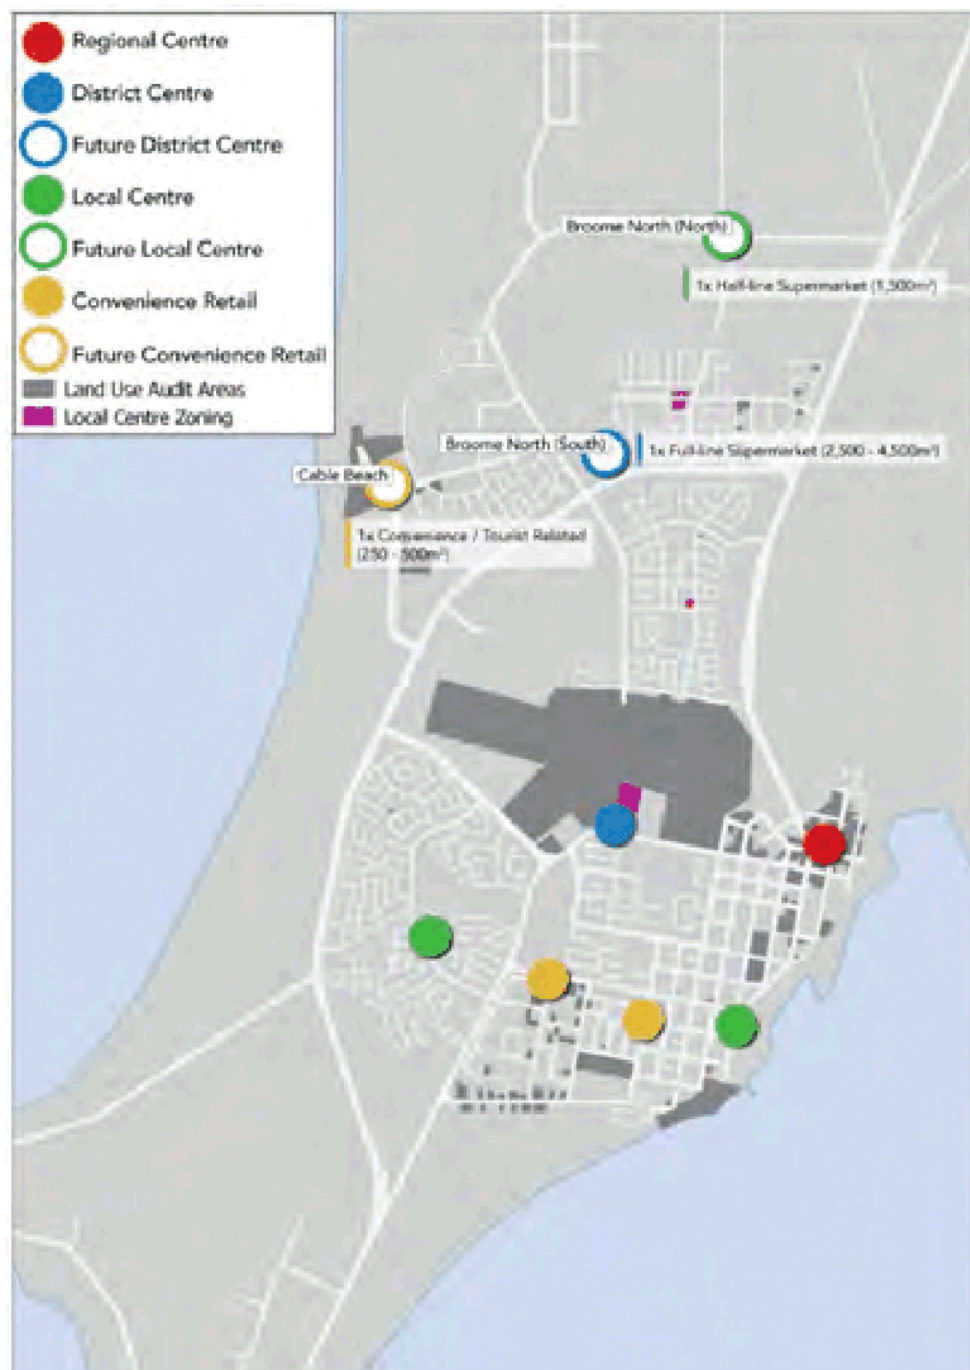 Regional Centre
District Centre
Future District Centre
Local Centre
Future Local Centre
Convenience Retail
Future Convenience Retail
Land Use Audit Areas
Local Centre Zoning
Broome North (North)
1x Half-line Supermarket (1,500m²)
Broome North (South)
1x Full-line Supermarket (2,500 - 4,500m²)
Cable Beach
1x Convenience / Tourist Related
(250 - 500m²)